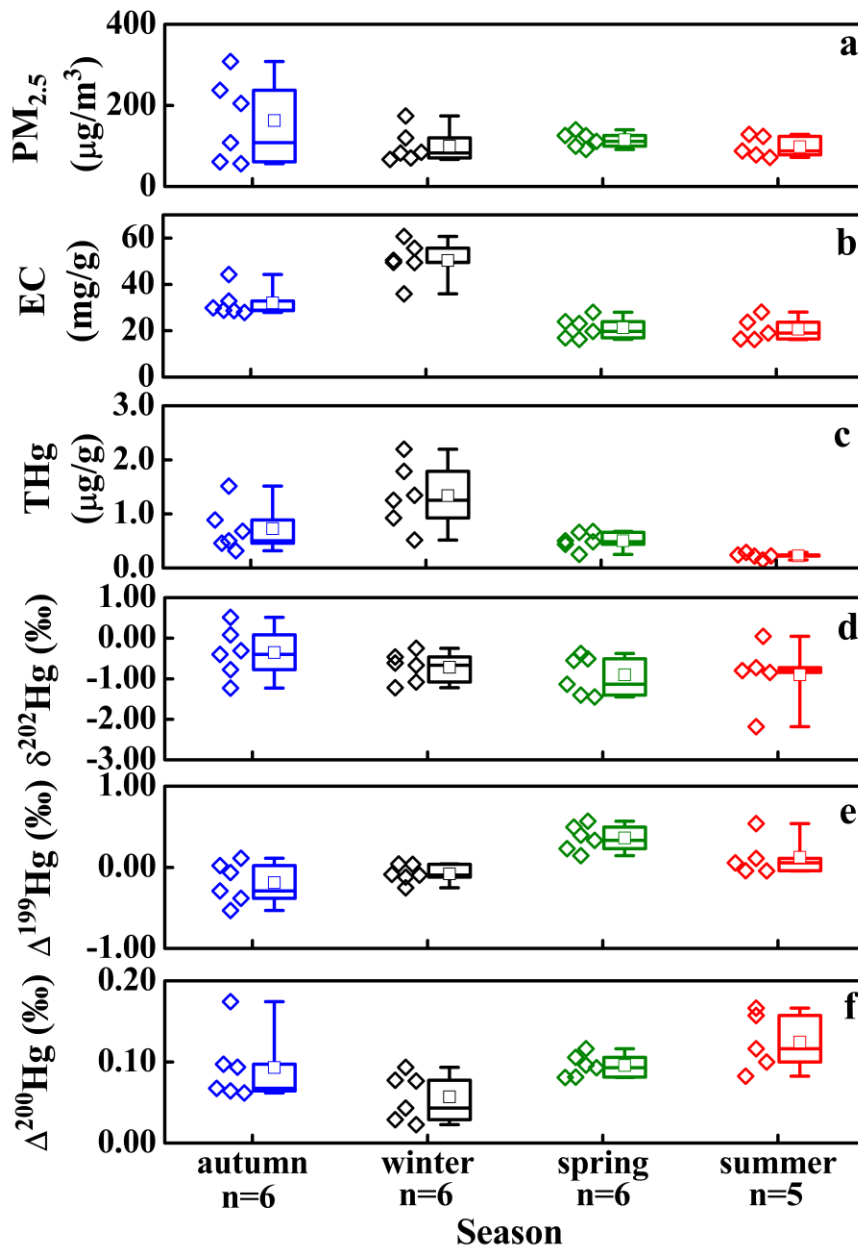 a
PM2.5
(μg/m³)
400
200
0
b
EC
(mg/g)
60
40
20
0
c
THg
(μg/g)
3.0
2.0
1.0
0.0
d
δ²⁰²Hg (‰)
1.00
0.00
-1.00
-2.00
-3.00
e
Δ¹⁹⁹Hg (‰)
1.00
0.00
-1.00
f
Δ²⁰⁰Hg (‰)
0.20
0.10
0.00
autumn winter spring summer
n=6 n=6 n=6 n=5
Season